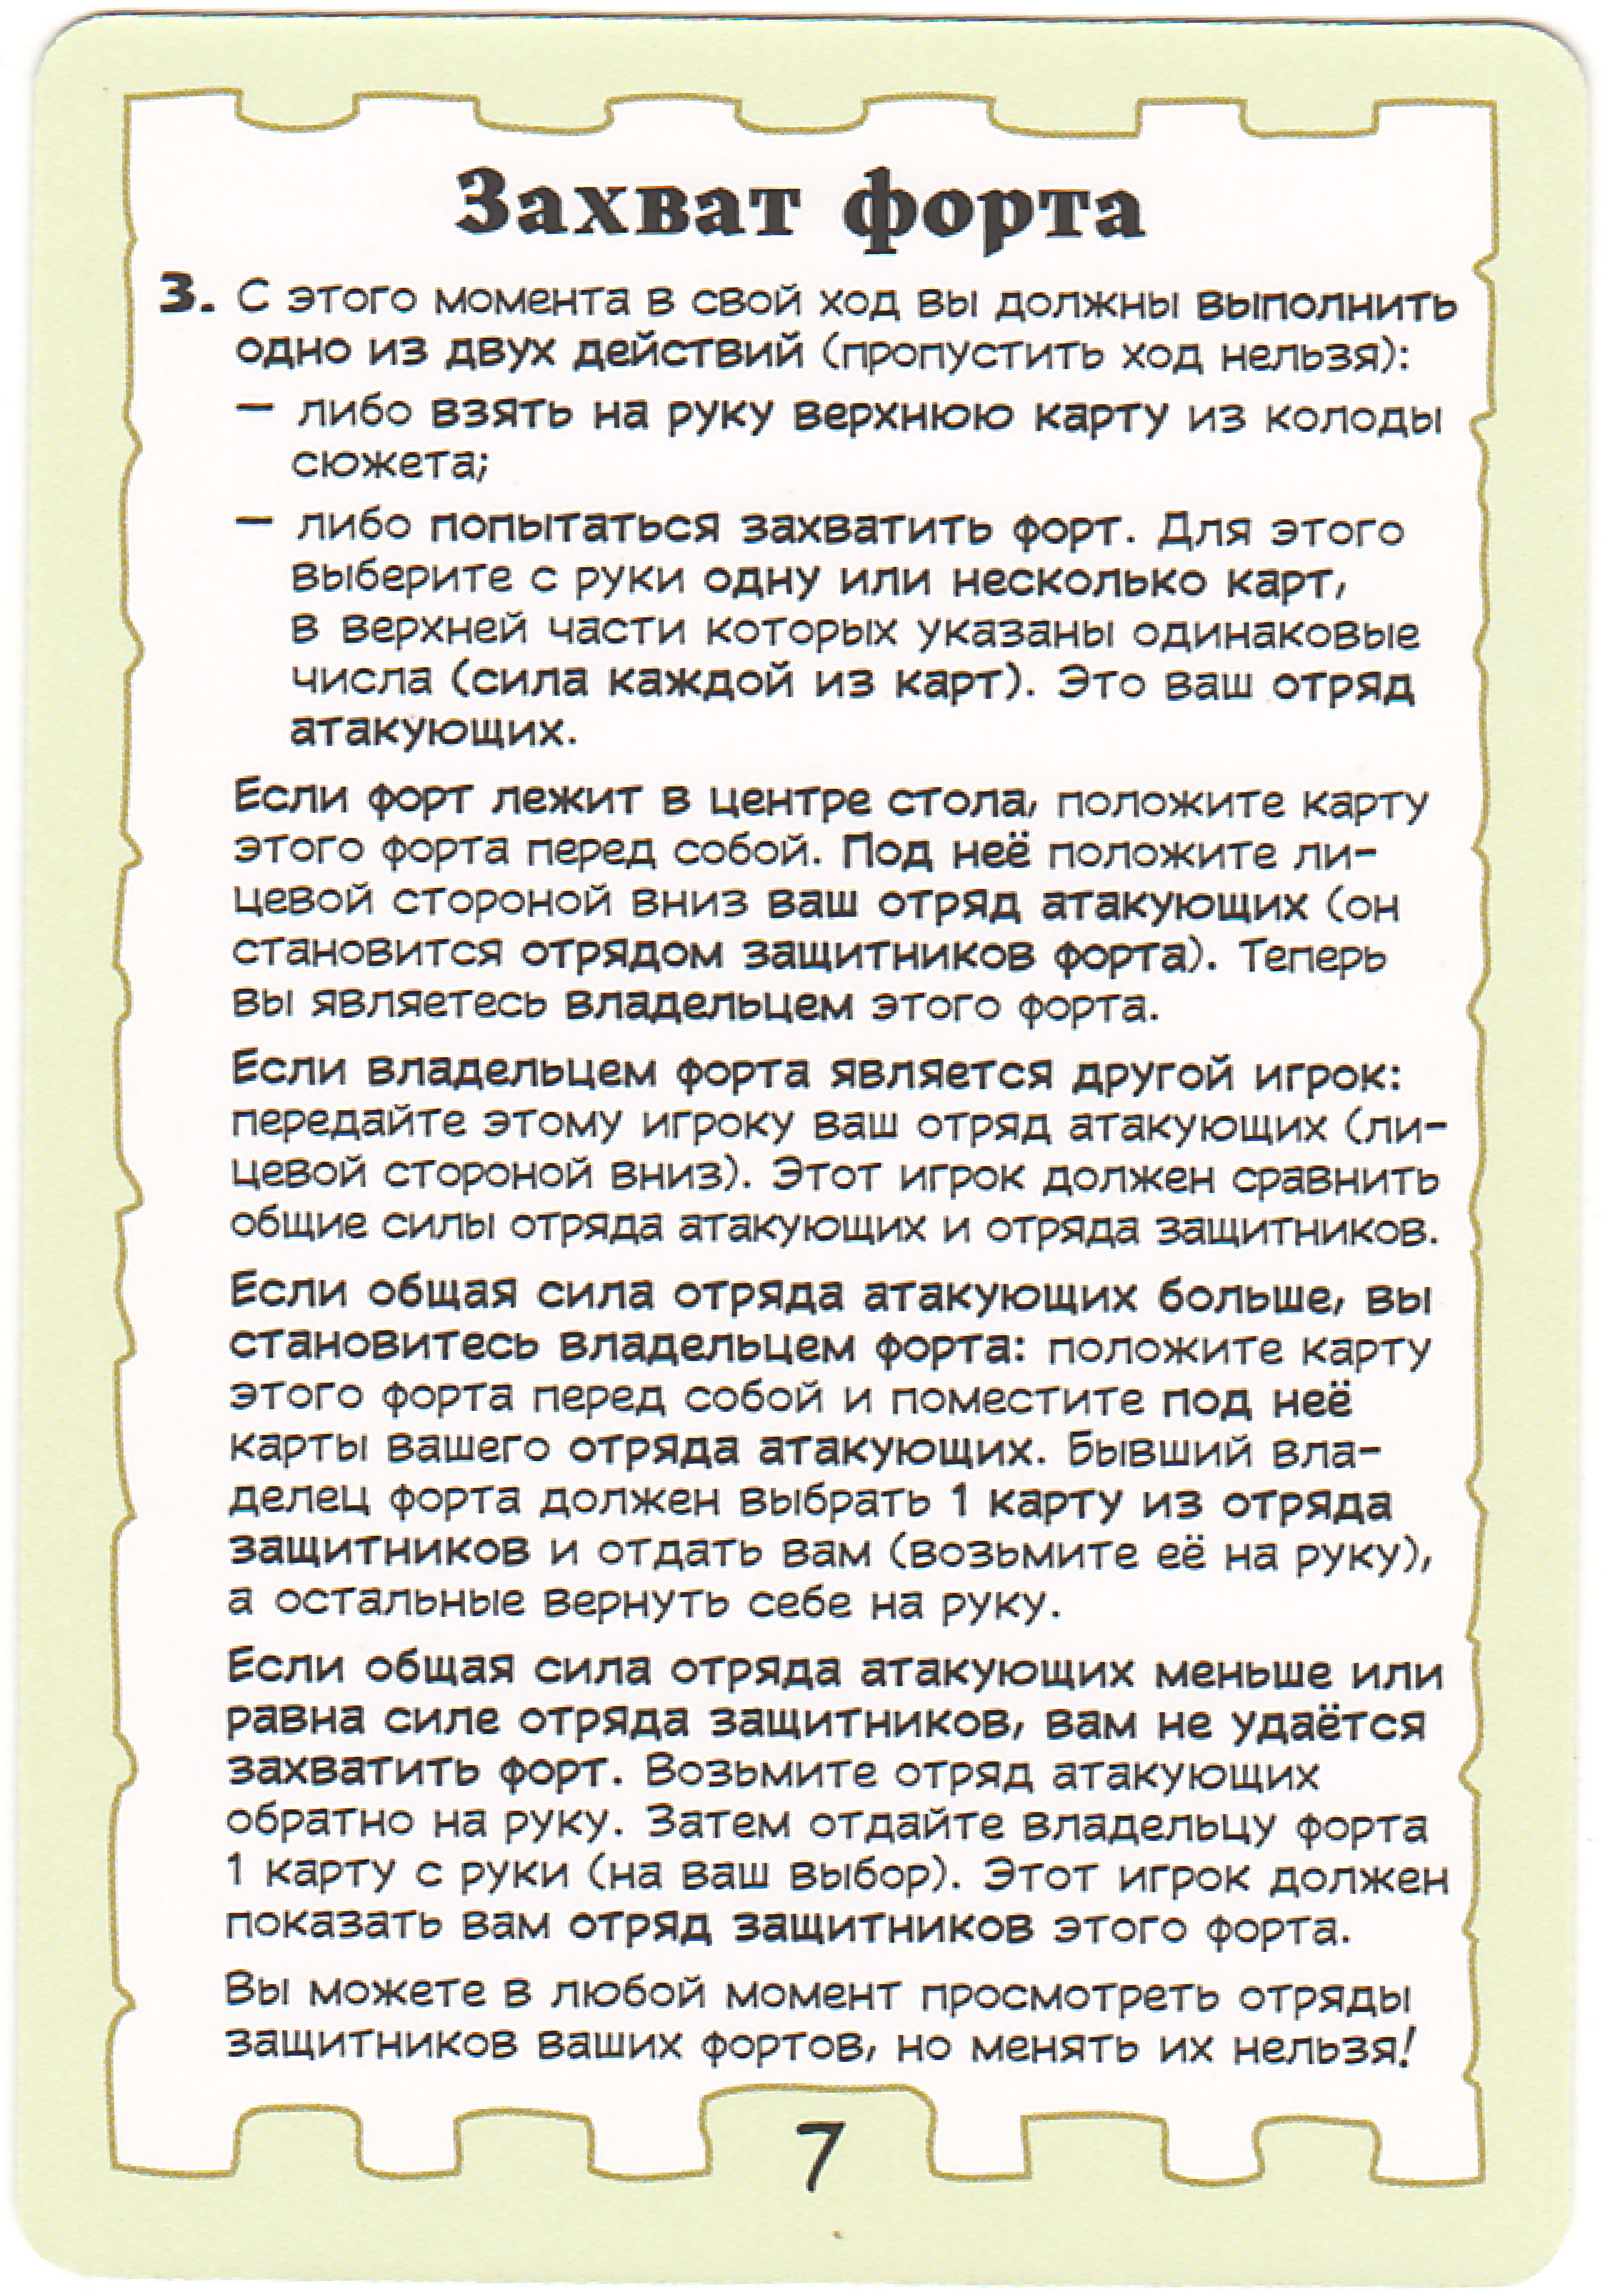 Захват форта
3. С этого момента в свой ход вы должны выполнить
одно из двух действий (пропустить ход нельзя):
— либо взять на руку верхнюю карту из колоды
сюжета;
— либо попытаться захватить форт. Для этого
выберите с руки одну или несколько карт,
в верхней части которых указаны одинаковые
числа (сила каждой из карт). Это ваш отряд
атакующих.
Если форт лежит в центре стола, положите карту
этого форта перед собой. Под неё положите ли-
цевой стороной вниз ваш отряд атакующих (он
становится отрядом защитников форта). Теперь
вы являетесь владельцем этого форта.
Если владельцем форта является другой игрок:
передайте этому игроку ваш отряд атакующих (ли-
цевой стороной вниз). Этот игрок должен сравнить
общие силы отряда атакующих и отряда защитников.
Если общая сила отряда атакующих больше, вы
становитесь владельцем форта: положите карту
этого форта перед собой и поместите под неё
карты вашего отряда атакующих. Бывший вла-
делец форта должен выбрать 1 карту из отряда
защитников и отдать вам (возьмите её на руку),
а остальные вернуть себе на руку.
Если общая сила отряда атакующих меньше или
равна силе отряда защитников, вам не удаётся
захватить форт. Возьмите отряд атакующих
обратно на руку. Затем отдайте владельцу форта
1 карту с руки (на ваш выбор). Этот игрок должен
показать вам отряд защитников этого форта.
Вы можете в любой момент просмотреть отряды
защитников ваших фортов, но менять их нельзя!
7